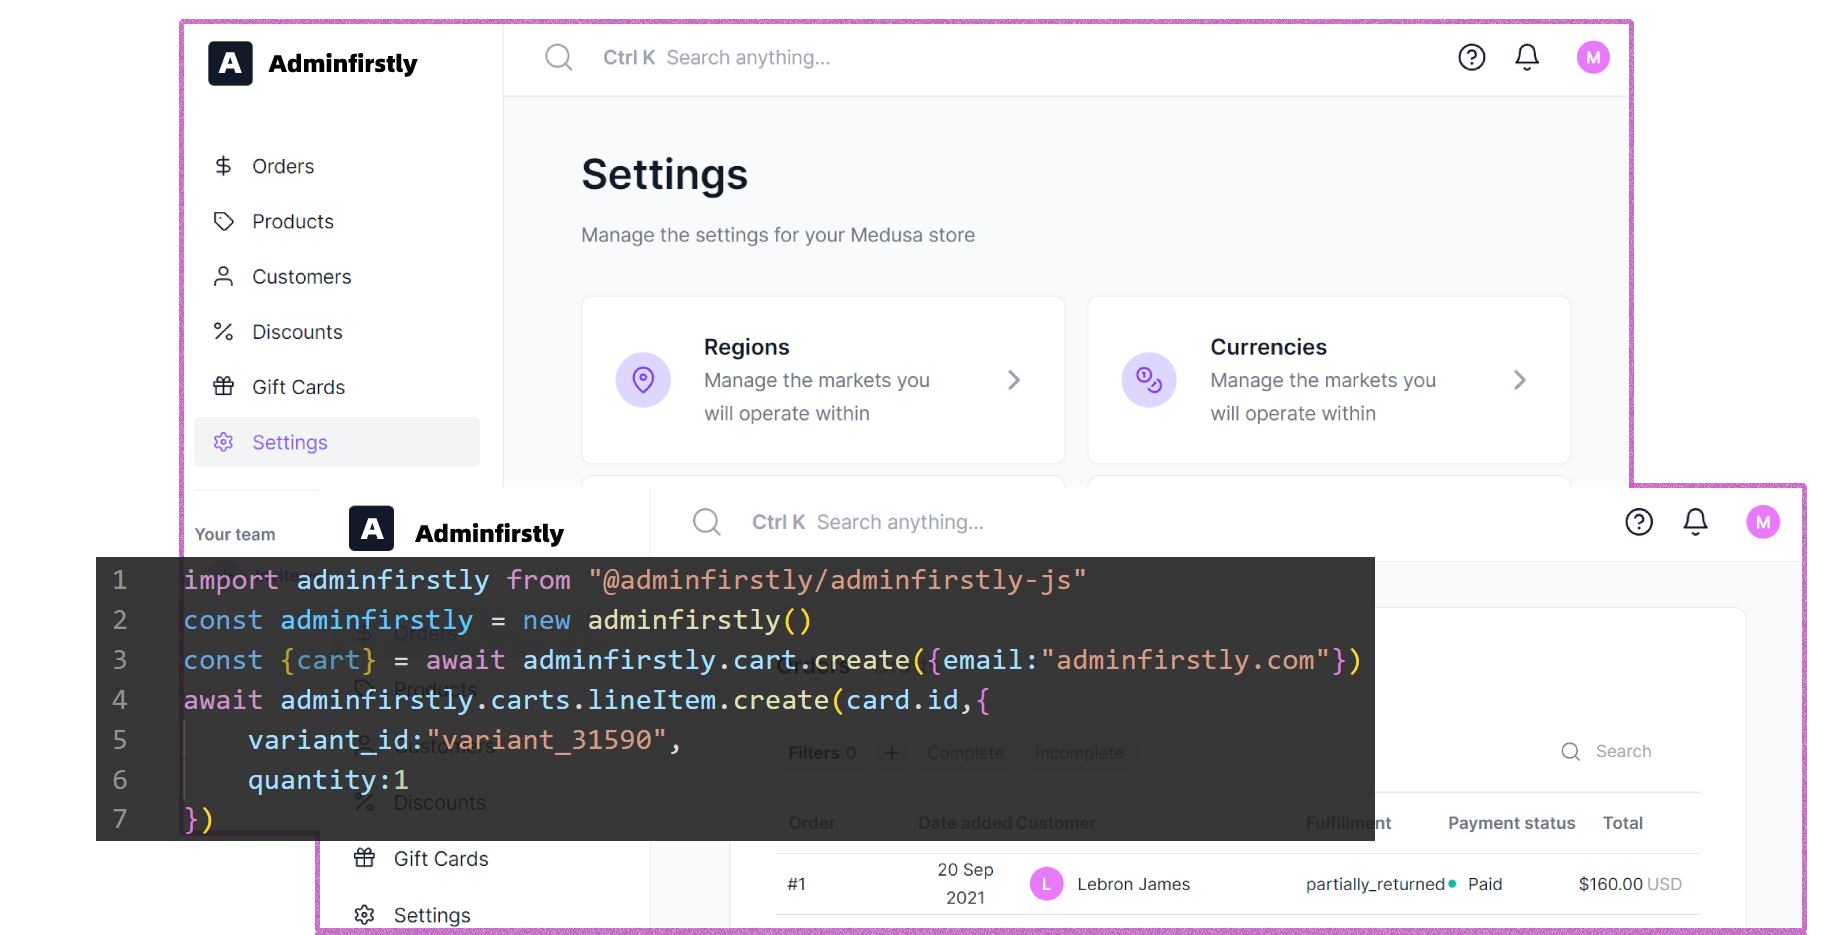 A Adminfirstly
Ctrl K Search anything...
M
Orders
Products
Customers
Discounts
Gift Cards
Settings
Your team
Settings
Manage the settings for your Medusa store
Regions
Manage the markets you
will operate within
Currencies
Manage the markets you
will operate within
A Adminfirstly
Ctrl K Search anything...
M
1 import adminfirstly from "@adminfirstly/adminfirstly-js"
2 const adminfirstly = new adminfirstly()
3 const {cart} = await adminfirstly.cart.create({email:"adminfirstly.com"})
4 await adminfirstly.carts.lineItem.create(card.id,{
5 variant_id:"variant_31590",
6 quantity:1
7 })
Orders
Products
Customers
Discounts
Gift Cards
Settings
Orders
Filters 0 + Complete Incomplete
Search
Order Date added Customer Fulfillment Payment status Total
#1 20 Sep 2021 L Lebron James partially_returned Paid $160.00 USD